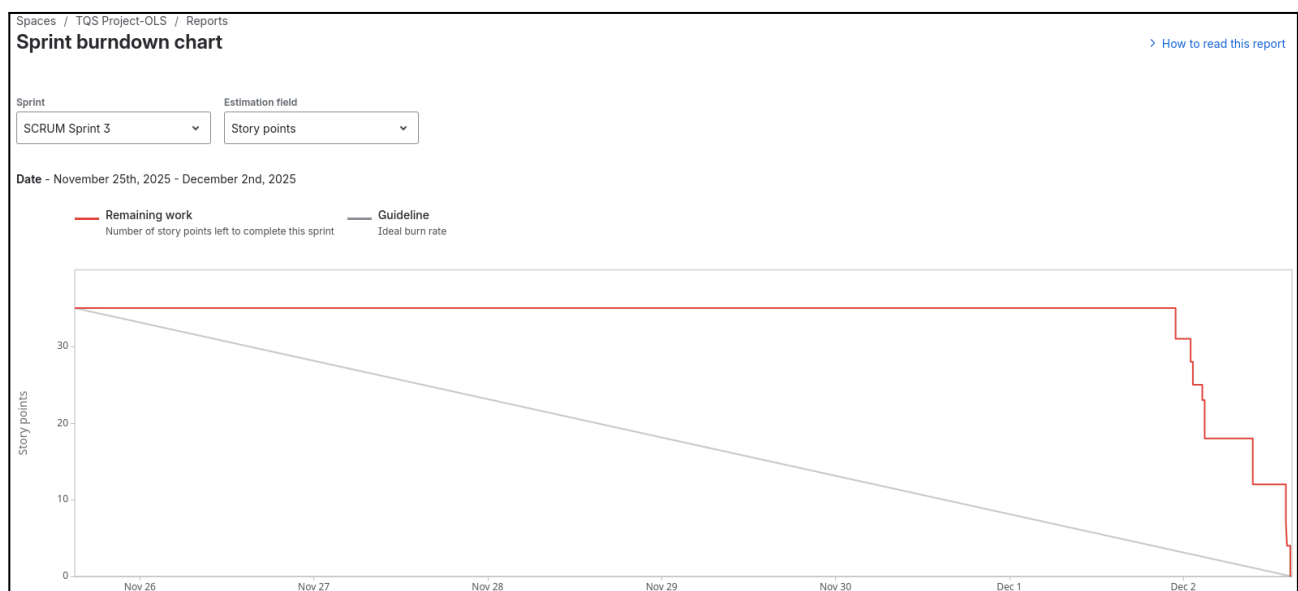 Spaces / TQS Project-OLS / Reports
Sprint burndown chart
How to read this report
Sprint
Estimation field
SCRUM Sprint 3
Story points
Date - November 25th, 2025 - December 2nd, 2025
Remaining work
Number of story points left to complete this sprint
Guideline
Ideal burn rate
Story points
30
20
10
0
Nov 26
Nov 27
Nov 28
Nov 29
Nov 30
Dec 1
Dec 2